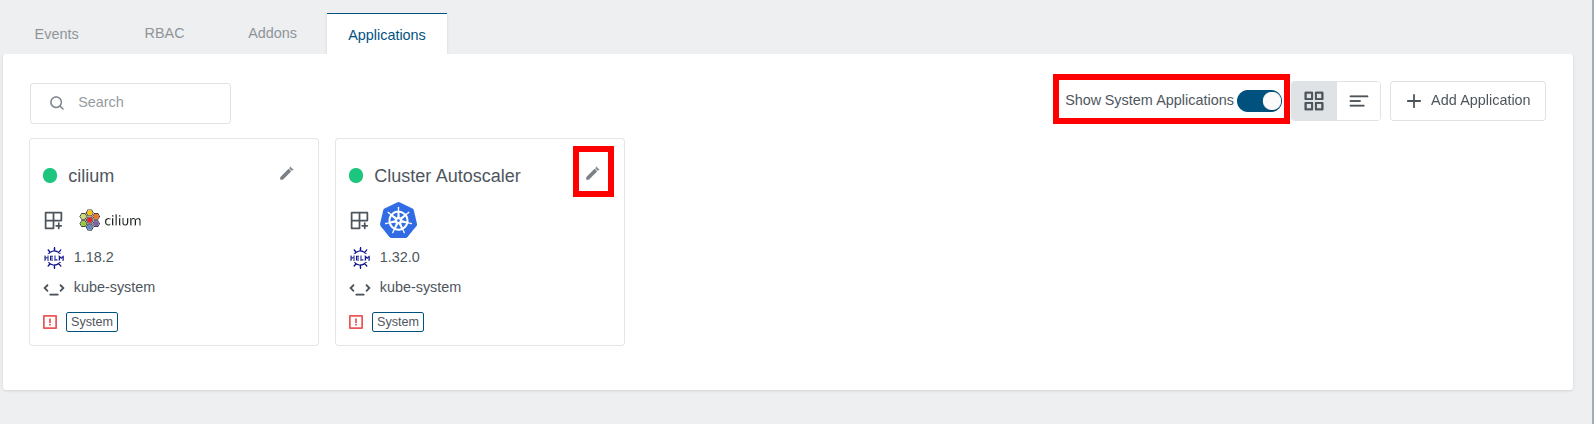 Events RBAC Addons Applications
Search Show System Applications Add Application
cilium
cilium
HELM 1.18.2
kube-system
System
Cluster Autoscaler
HELM 1.32.0
kube-system
System